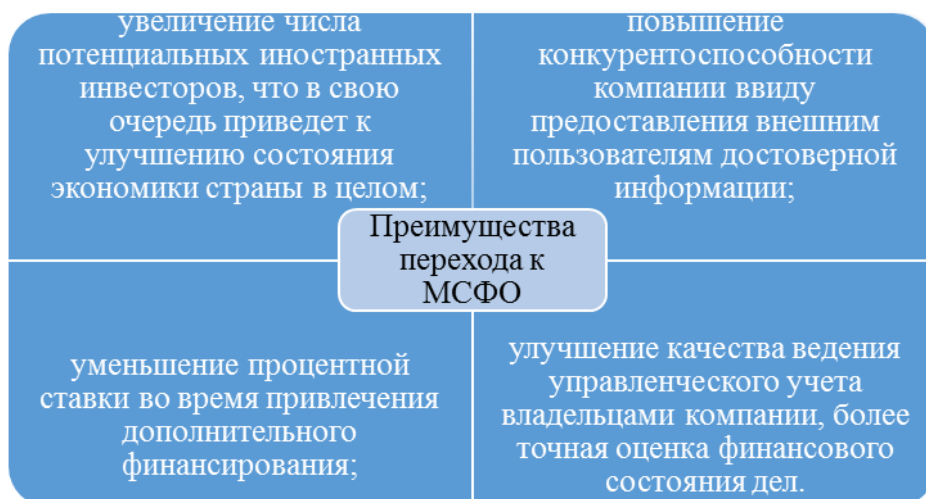 увеличение числа
потенциальных иностранных
инвесторов, что в свою
очередь приведет к
улучшению состояния
экономики страны в целом;
повышение
конкурентоспособности
компании ввиду
предоставления внешним
пользователям достоверной
информации;
Преимущества
перехода к
МСФО
уменьшение процентной
ставки во время привлечения
дополнительного
финансирования;
улучшение качества ведения
управленческого учета
владельцами компании, более
точная оценка финансового
состояния дел.